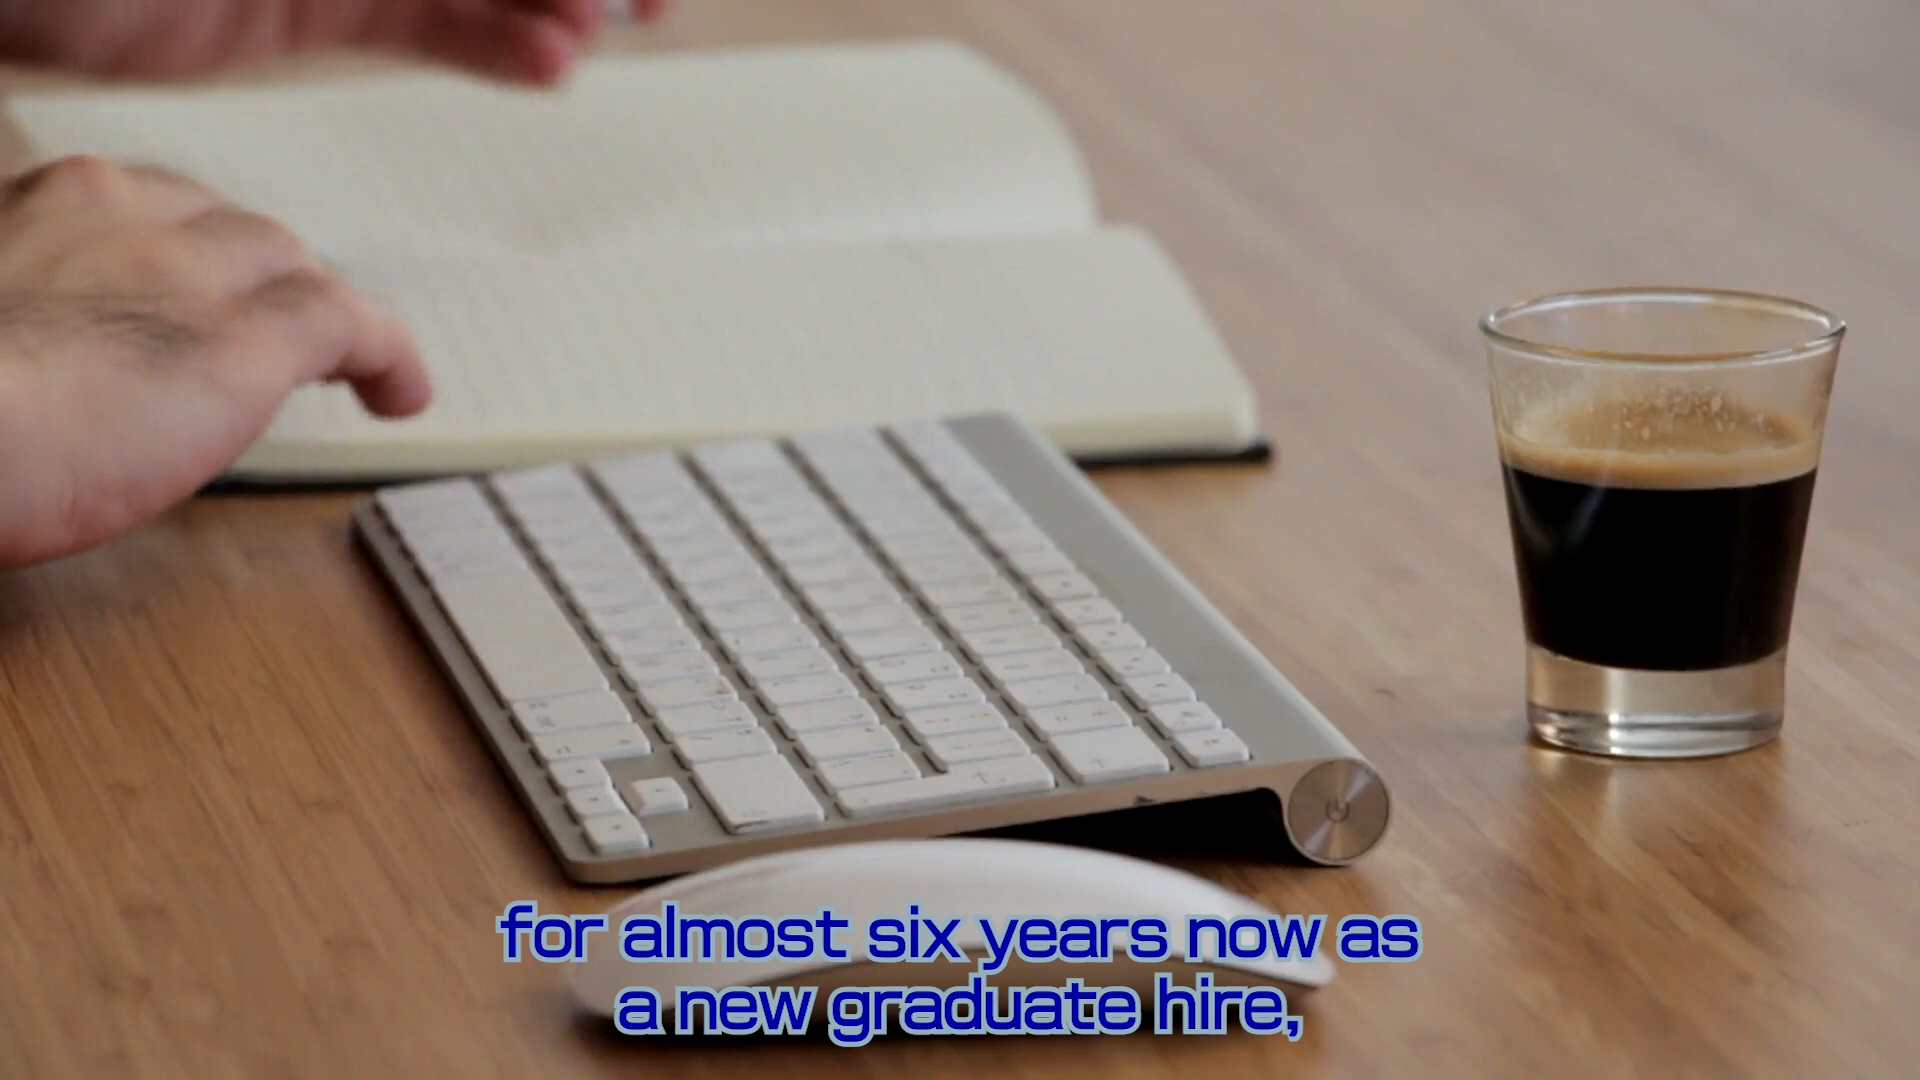 for almost six years now as
a new graduate hire,